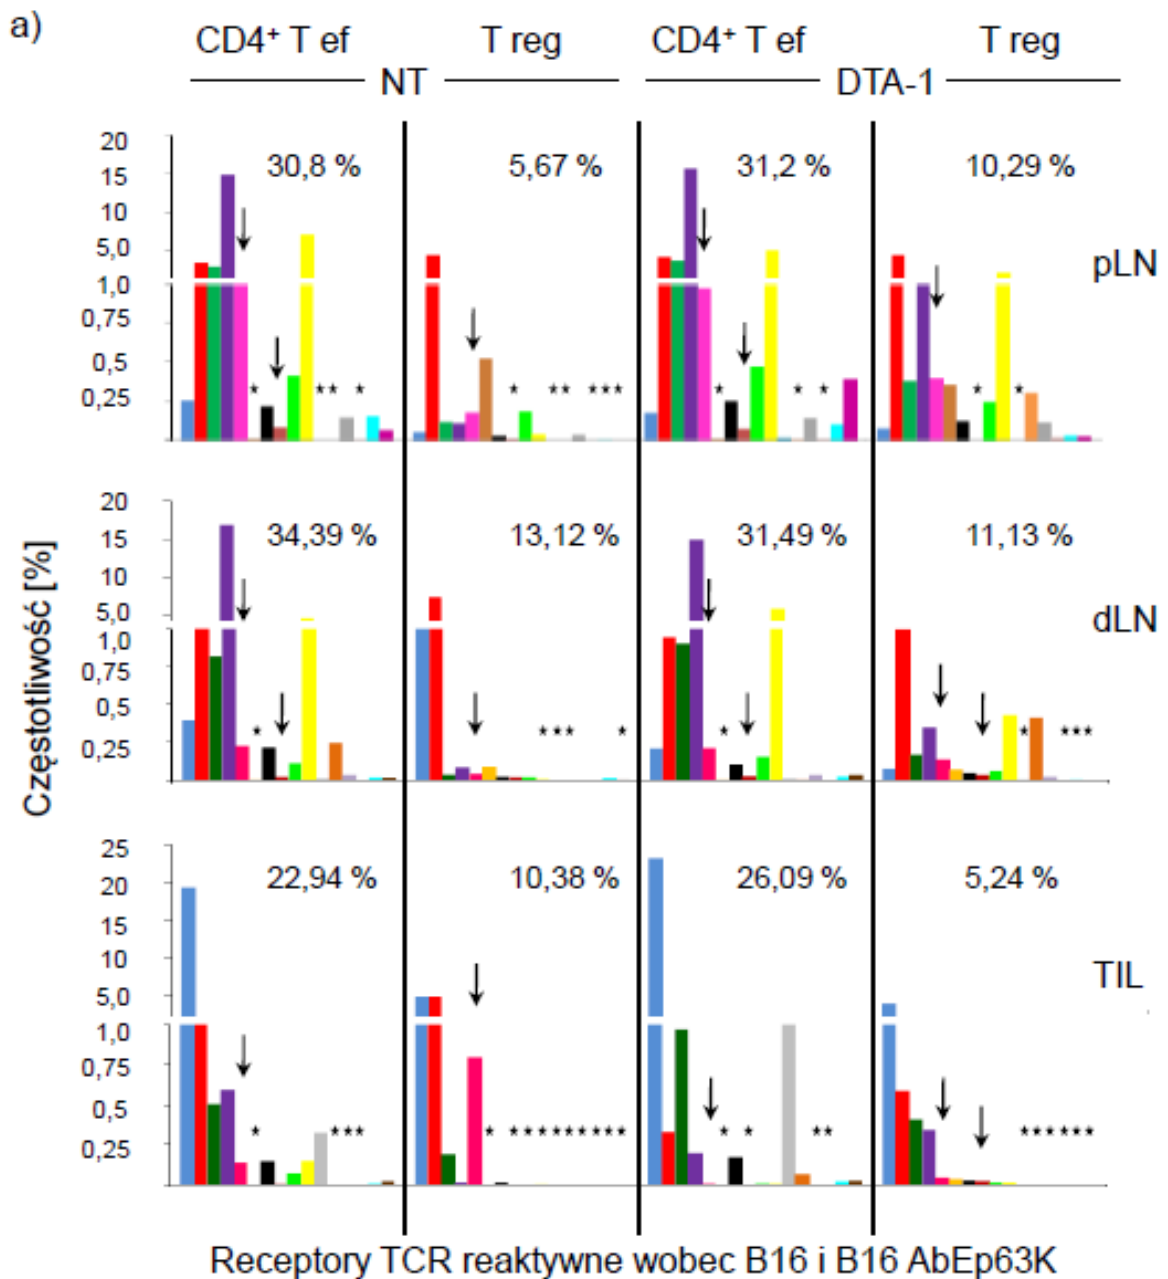 a)
CD4+ T ef T reg CD4+ T ef T reg
NT DTA-1
20
15
10
5,0
1,0
0,75
0,5
0,25
30,8 % 5,67 % 31,2 % 10,29 %
* ** * * ** *** * * * * *
pLN
20
15
10
5,0
1,0
0,75
0,5
0,25
34,39 % 13,12 % 31,49 % 11,13 %
* *** * * * ***
dLN
25
20
15
10
5,0
1,0
0,75
0,5
0,25
22,94 % 10,38 % 26,09 % 5,24 %
* *** * ********** * * ** ******
TIL
Częstotliwość [%]
Receptory TCR reaktywne wobec B16 i B16 AbEp63K